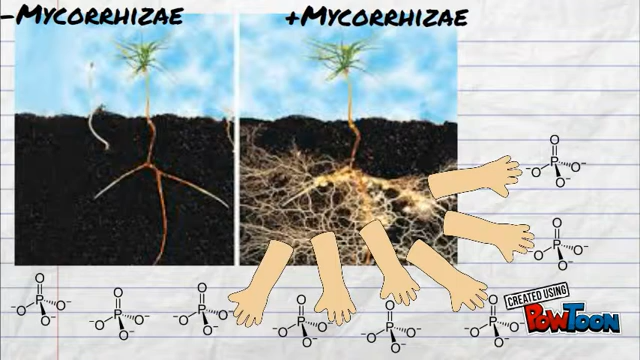 -Mycorrhizae
+Mycorrhizae
O
-O P O-
O-
O
-O P O-
O-
O
-O P O-
O-
O
-O P O-
O-
O
-O P O-
O-
O
-O P O-
O-
O
-O P O-
O-
O
-O P O-
O-
CREATED USING
POWTOON